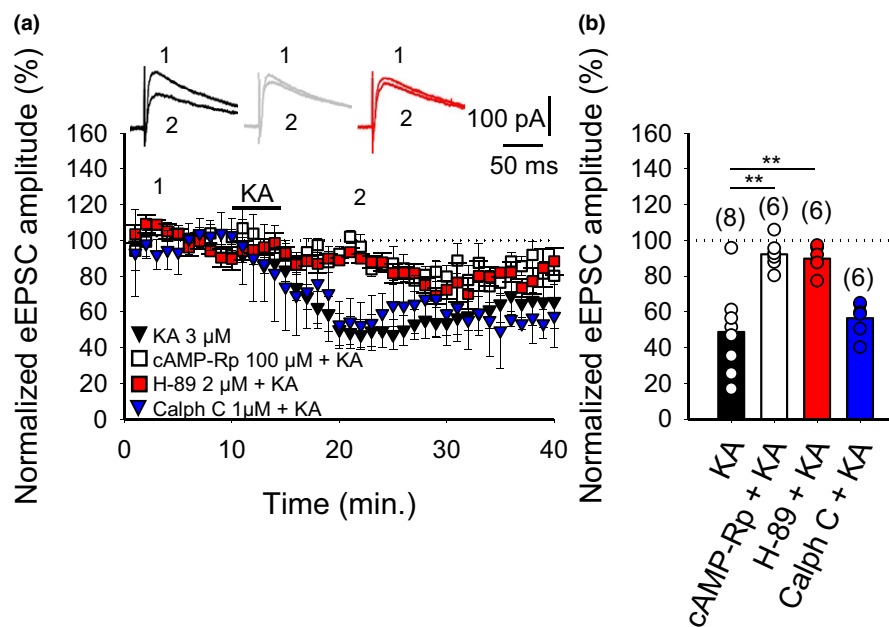 (a)
Normalized eEPSC amplitude (%)
1 1 1
2 2 2
100 pA
50 ms
160
140
120
100
80
60
40
20
0
1 KA 2
KA 3 μM
cAMP-Rp 100 μM + KA
H-89 2 μM + KA
Calph C 1μM + KA
0 10 20 30 40
Time (min.)
(b)
Normalized eEPSC amplitude (%)
160
140
120
100
80
60
40
20
0
**
**
(8) (6) (6) (6)
KA
cAMP-Rp + KA
H-89 + KA
Calph C + KA